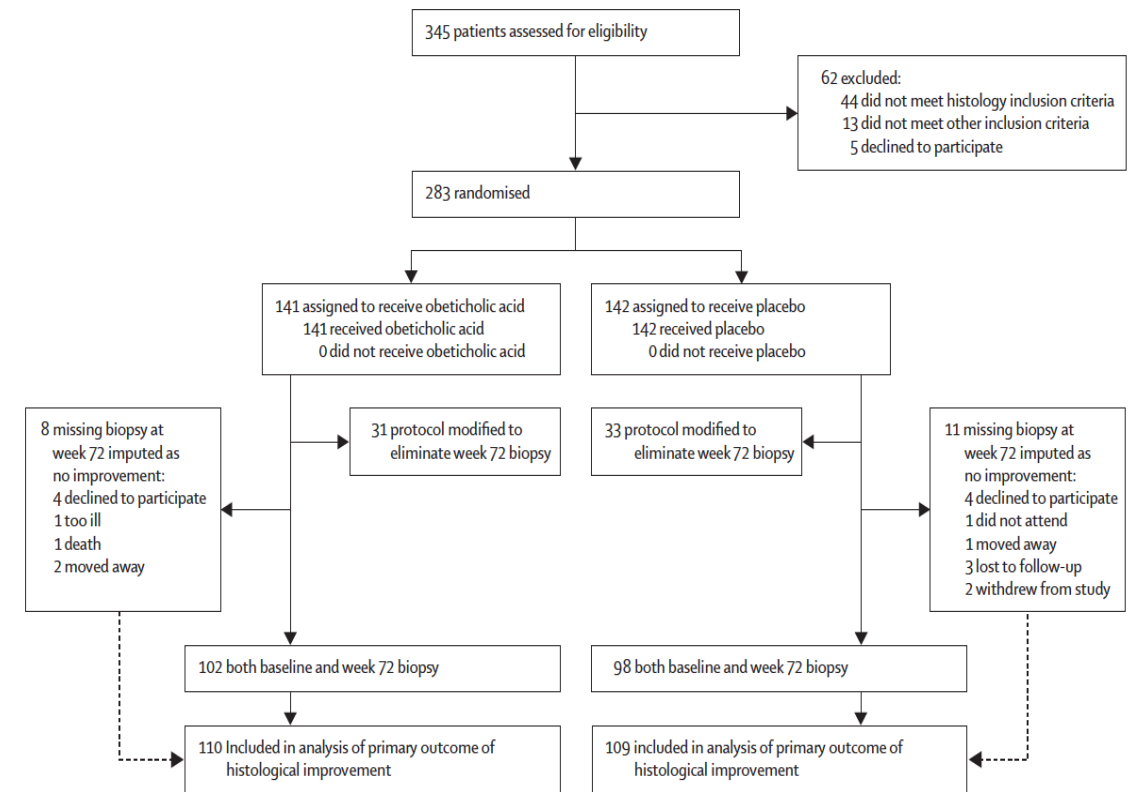 345 patients assessed for eligibility
62 excluded:
44 did not meet histology inclusion criteria
13 did not meet other inclusion criteria
5 declined to participate
283 randomised
141 assigned to receive obeticholic acid
141 received obeticholic acid
0 did not receive obeticholic acid
142 assigned to receive placebo
142 received placebo
0 did not receive placebo
8 missing biopsy at
week 72 imputed as
no improvement:
4 declined to participate
1 too ill
1 death
2 moved away
31 protocol modified to
eliminate week 72 biopsy
33 protocol modified to
eliminate week 72 biopsy
11 missing biopsy at
week 72 imputed as
no improvement:
4 declined to participate
1 did not attend
1 moved away
3 lost to follow-up
2 withdrew from study
102 both baseline and week 72 biopsy
98 both baseline and week 72 biopsy
110 Included in analysis of primary outcome of
histological improvement
109 included in analysis of primary outcome of
histological improvement